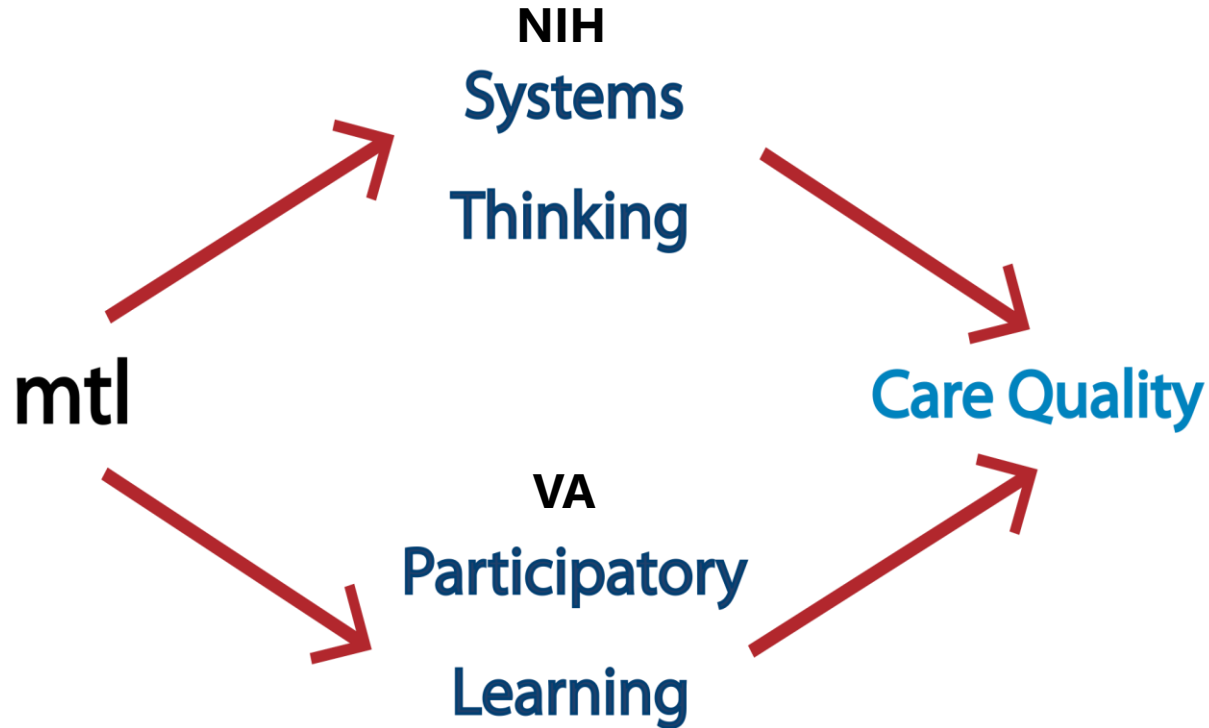 NIH
Systems
Thinking
mtl
Care Quality
VA
Participatory
Learning